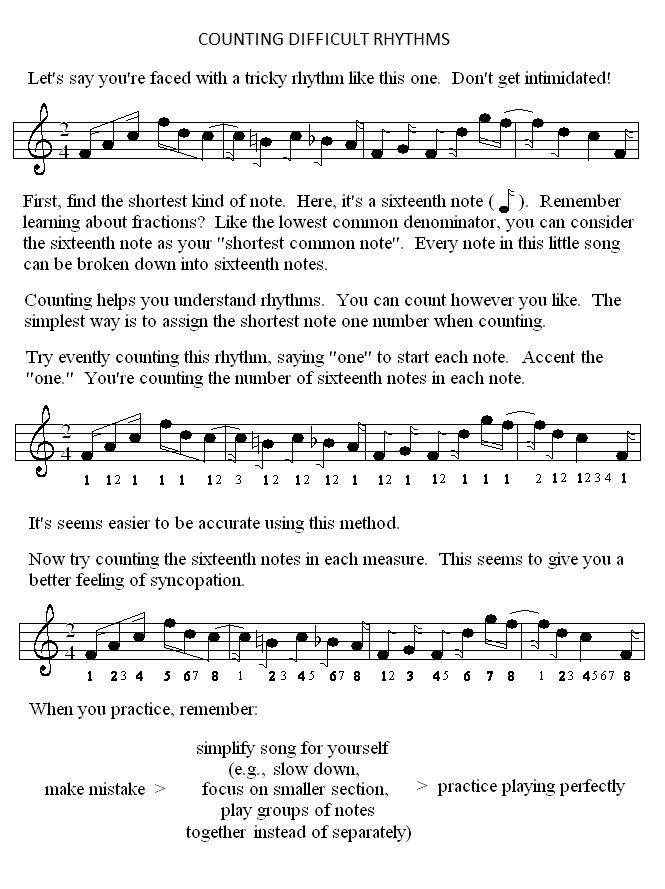 COUNTING DIFFICULT RHYTHMS
Let's say you're faced with a tricky rhythm like this one. Don't get intimidated!
2
4
First, find the shortest kind of note. Here, it's a sixteenth note ( ). Remember
learning about fractions? Like the lowest common denominator, you can consider
the sixteenth note as your "shortest common note". Every note in this little song
can be broken down into sixteenth notes.
Counting helps you understand rhythms. You can count however you like. The
simplest way is to assign the shortest note one number when counting.
Try evently counting this rhythm, saying "one" to start each note. Accent the
"one." You're counting the number of sixteenth notes in each note.
2
4
1 12 1 1 1 12 3 12 12 12 1 12 1 12 1 1 1 2 12 12 3 4 1
It's seems easier to be accurate using this method.
Now try counting the sixteenth notes in each measure. This seems to give you a
better feeling of syncopation.
2
4
1 23 4 5 67 8 1 2 3 45 67 8 12 3 45 6 7 8 1 23 4567 8
When you practice, remember:
simplify song for yourself
(e.g., slow down,
make mistake > focus on smaller section, > practice playing perfectly
play groups of notes
together instead of separately)